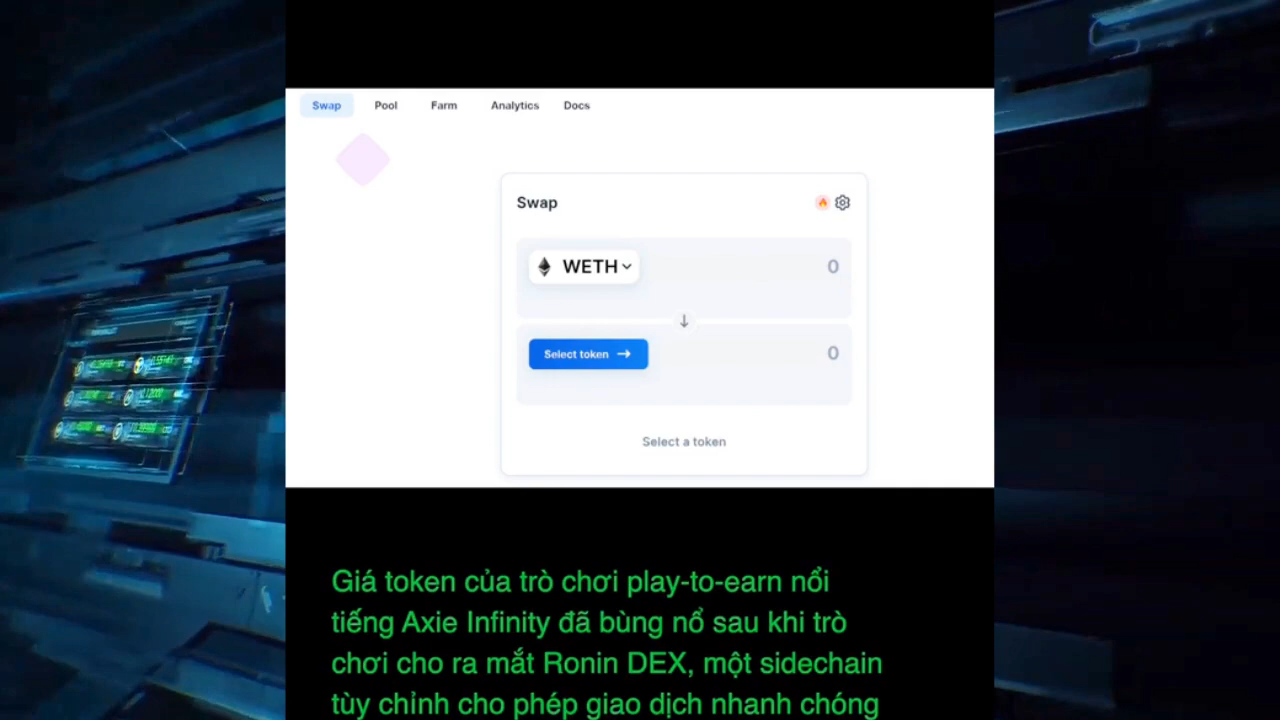 Swap
Pool
Farm
Analytics
Docs
Swap
WETH
0
Select token
0
Select a token
Giá token của trò chơi play-to-earn nổi
tiếng Axie Infinity đã bùng nổ sau khi trò
chơi cho ra mắt Ronin DEX, một sidechain
tùy chỉnh cho phép giao dịch nhanh chóng